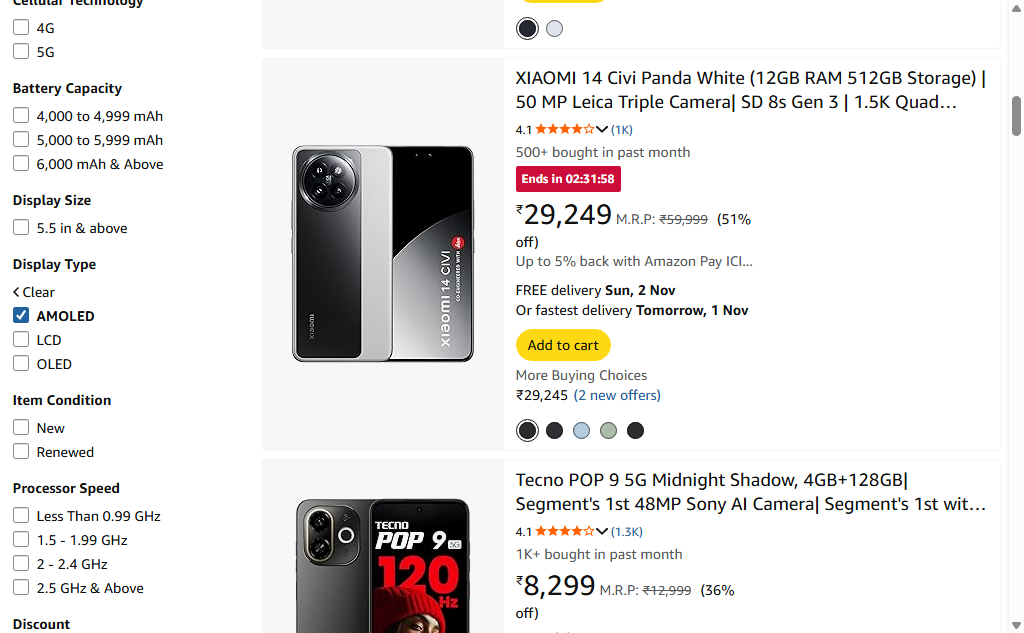 Cellular Technology
4G
5G
Battery Capacity
4,000 to 4,999 mAh
5,000 to 5,999 mAh
6,000 mAh & Above
Display Size
5.5 in & above
Display Type
Clear
AMOLED
LCD
OLED
Item Condition
New
Renewed
Processor Speed
Less Than 0.99 GHz
1.5 - 1.99 GHz
2 - 2.4 GHz
2.5 GHz & Above
Discount
xiaomi
XIAOMI 14 CIVI
CO-ENGINEERED WITH
XIAOMI 14 Civi Panda White (12GB RAM 512GB Storage) |
50 MP Leica Triple Camera| SD 8s Gen 3 | 1.5K Quad…
4.1 (1K)
500+ bought in past month
Ends in 02:31:58
₹29,249 M.R.P: ₹59,999 (51%
off)
Up to 5% back with Amazon Pay ICI…
FREE delivery Sun, 2 Nov
Or fastest delivery Tomorrow, 1 Nov
Add to cart
More Buying Choices
₹29,245 (2 new offers)
TECNO
POP 9 5G
120
Hz
Tecno POP 9 5G Midnight Shadow, 4GB+128GB|
Segment's 1st 48MP Sony AI Camera| Segment's 1st wit…
4.1 (1.3K)
1K+ bought in past month
₹8,299 M.R.P: ₹12,999 (36%
off)